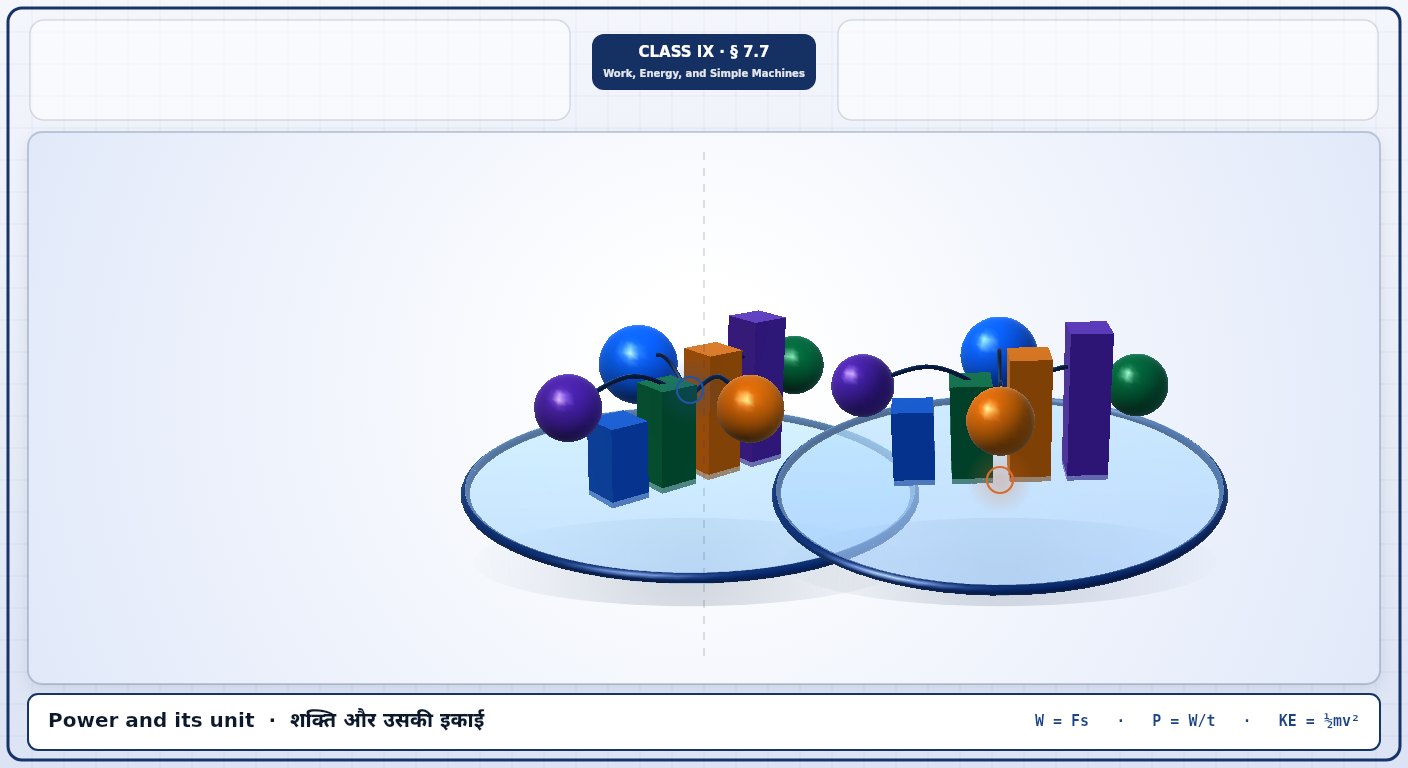 CLASS IX · § 7.7
Work, Energy, and Simple Machines
Power and its unit · शक्ति और उसकी इकाई
W = Fs · P = W/t · KE = ½mv²